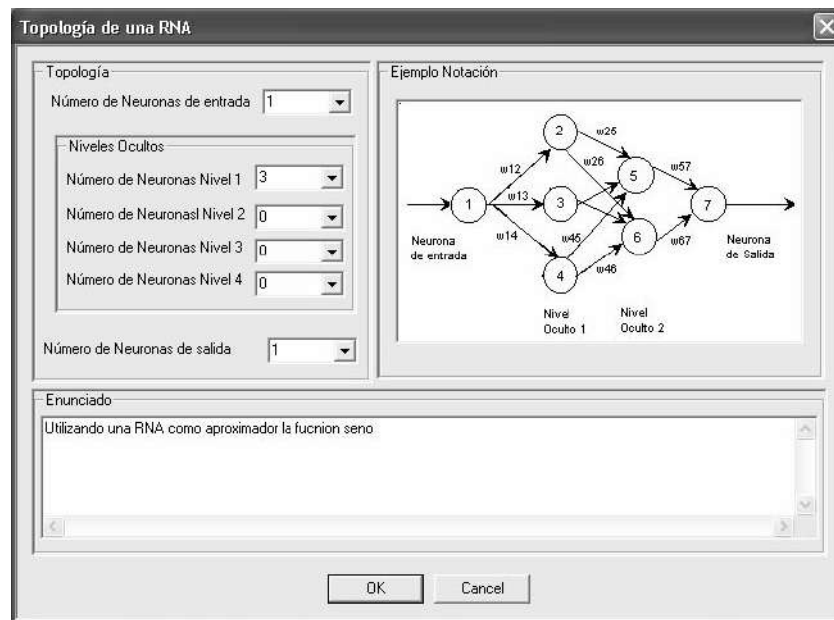 Topología de una RNA
Topología
Número de Neuronas de entrada 1
Niveles Ocultos
Número de Neuronas Nivel 1 3
Número de Neuronasl Nivel 2 0
Número de Neuronas Nivel 3 0
Número de Neuronas Nivel 4 0
Número de Neuronas de salida 1
Ejemplo Notación
1
2
3
4
5
6
7
w12
w13
w14
w25
w26
w45
w46
w57
w67
Neurona
de entrada
Neurona
de Salida
Nivel
Oculto 1
Nivel
Oculto 2
Enunciado
Utilizando una RNA como aproximador la fucnion seno
OK
Cancel